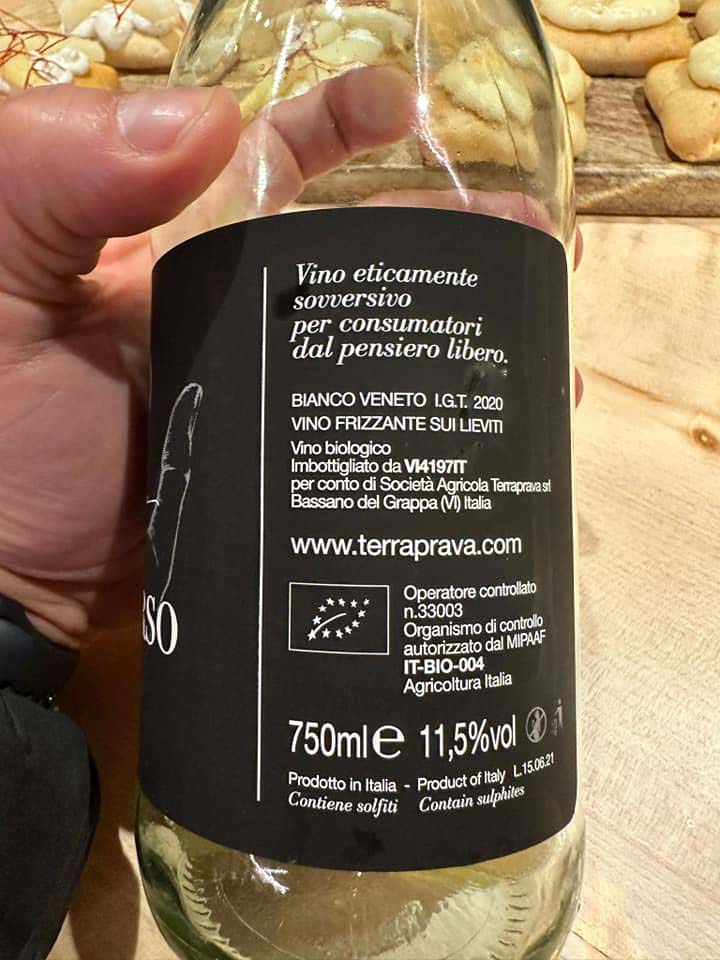 Vino eticamente
sovversivo
per consumatori
dal pensiero libero.
BIANCO VENETO I.G.T. 2020
VINO FRIZZANTE SUI LIEVITI
Vino biologico
Imbottigliato da VI4197IT
per conto di Società Agricola Terraprava srl
Bassano del Grappa (VI) Italia
www.terraprava.com
Operatore controllato
n.33003
Organismo di controllo
autorizzato dal MIPAAF
IT-BIO-004
Agricoltura Italia
750ml e 11,5%vol
Prodotto in Italia - Product of Italy L.15.06.21
Contiene solfiti Contain sulphites